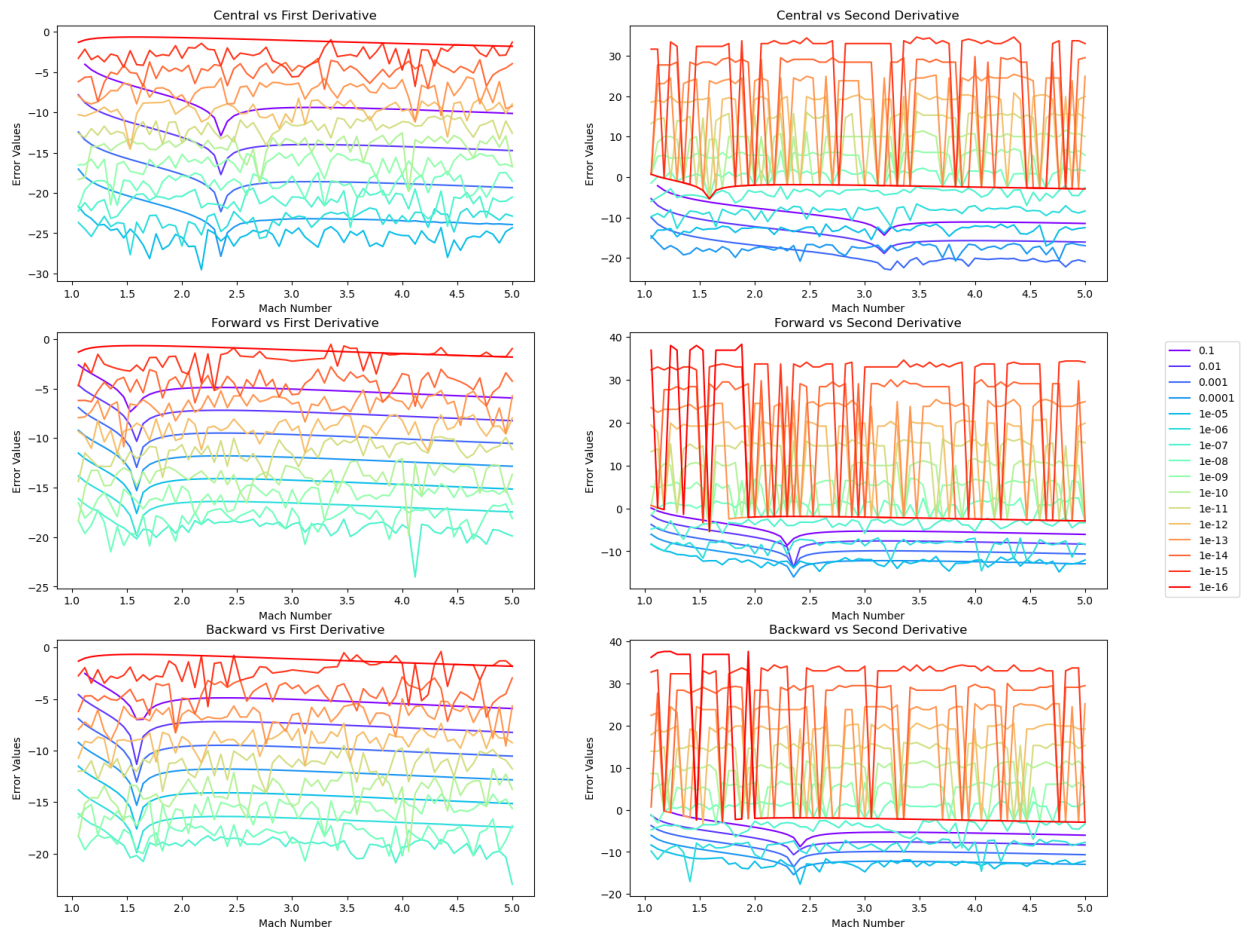 Central vs First Derivative
0
−5
−10
−15
−20
−25
−30
Error Values
1.0 1.5 2.0 2.5 3.0 3.5 4.0 4.5 5.0
Mach Number
Central vs Second Derivative
30
20
10
0
−10
−20
Error Values
1.0 1.5 2.0 2.5 3.0 3.5 4.0 4.5 5.0
Mach Number
Forward vs First Derivative
0
−5
−10
−15
−20
−25
Error Values
1.0 1.5 2.0 2.5 3.0 3.5 4.0 4.5 5.0
Mach Number
Forward vs Second Derivative
40
30
20
10
0
−10
Error Values
1.0 1.5 2.0 2.5 3.0 3.5 4.0 4.5 5.0
Mach Number
0.1
0.01
0.001
0.0001
1e-05
1e-06
1e-07
1e-08
1e-09
1e-10
1e-11
1e-12
1e-13
1e-14
1e-15
1e-16
Backward vs First Derivative
0
−5
−10
−15
−20
Error Values
1.0 1.5 2.0 2.5 3.0 3.5 4.0 4.5 5.0
Mach Number
Backward vs Second Derivative
40
30
20
10
0
−10
−20
Error Values
1.0 1.5 2.0 2.5 3.0 3.5 4.0 4.5 5.0
Mach Number